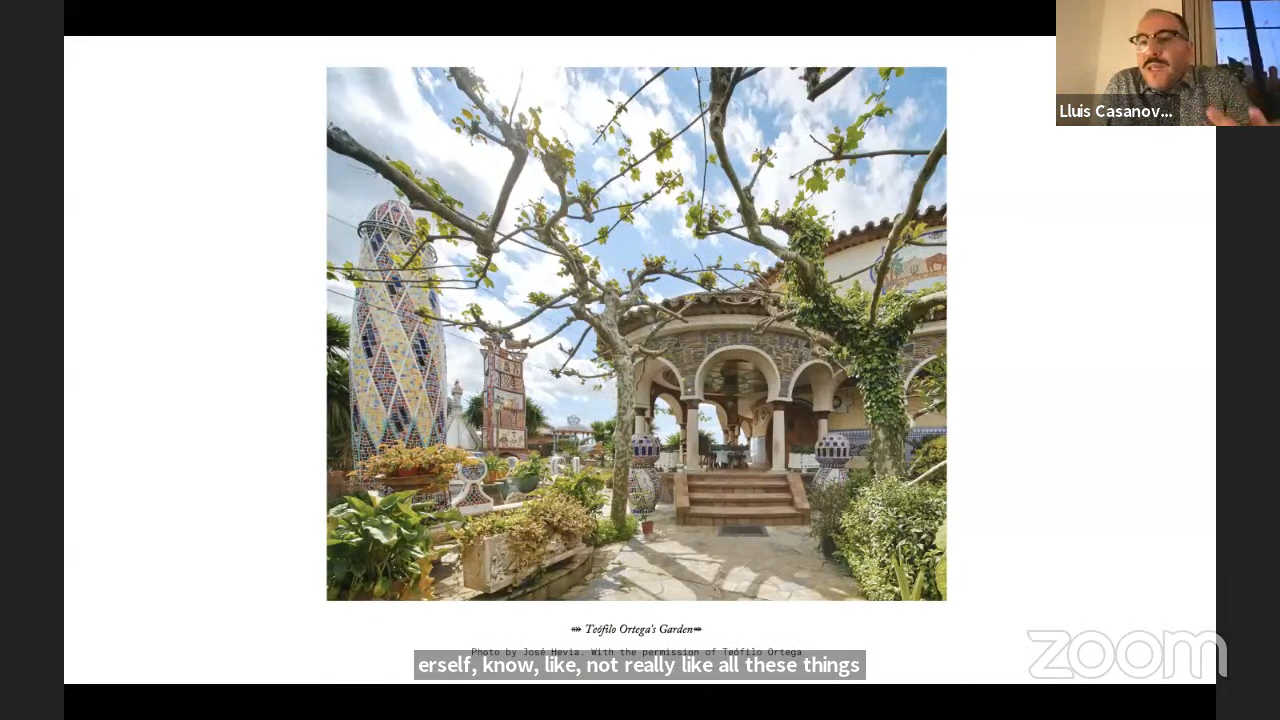 Lluis Casanov...
⇼ Teófilo Ortega's Garden ⇼
Photo by José Hevia. With the permission of Teófilo Ortega
erself, know, like, not really like all these things
zoom